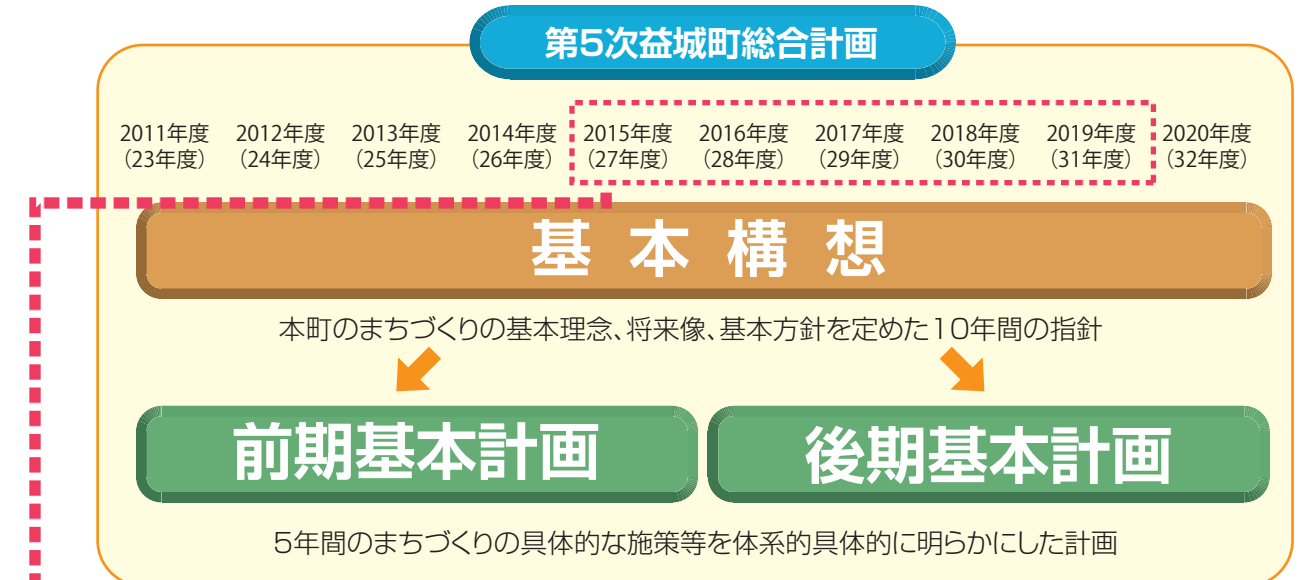 第5次益城町総合計画
2011年度 2012年度 2013年度 2014年度 2015年度 2016年度 2017年度 2018年度 2019年度 2020年度
（23年度） （24年度） （25年度） （26年度） （27年度） （28年度） （29年度） （30年度） （31年度） （32年度）
基本構想
本町のまちづくりの基本理念、将来像、基本方針を定めた10年間の指針
前期基本計画 後期基本計画
5年間のまちづくりの具体的な施策等を体系的具体的に明らかにした計画